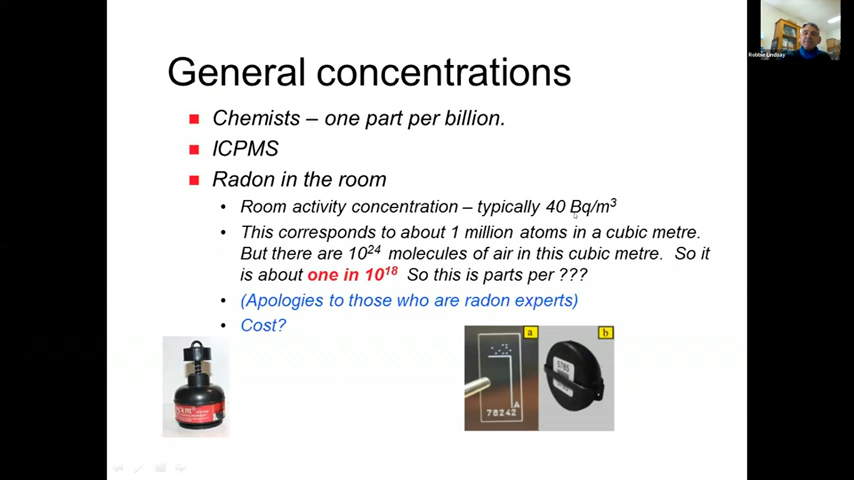 Robbie Lindsay
General concentrations
Chemists – one part per billion.
ICPMS
Radon in the room
Room activity concentration – typically 40 Bq/m³
This corresponds to about 1 million atoms in a cubic metre.
But there are 10²⁴ molecules of air in this cubic metre. So it
is about one in 10¹⁸ So this is parts per ???
(Apologies to those who are radon experts)
Cost?
a
b
5785
A
78242